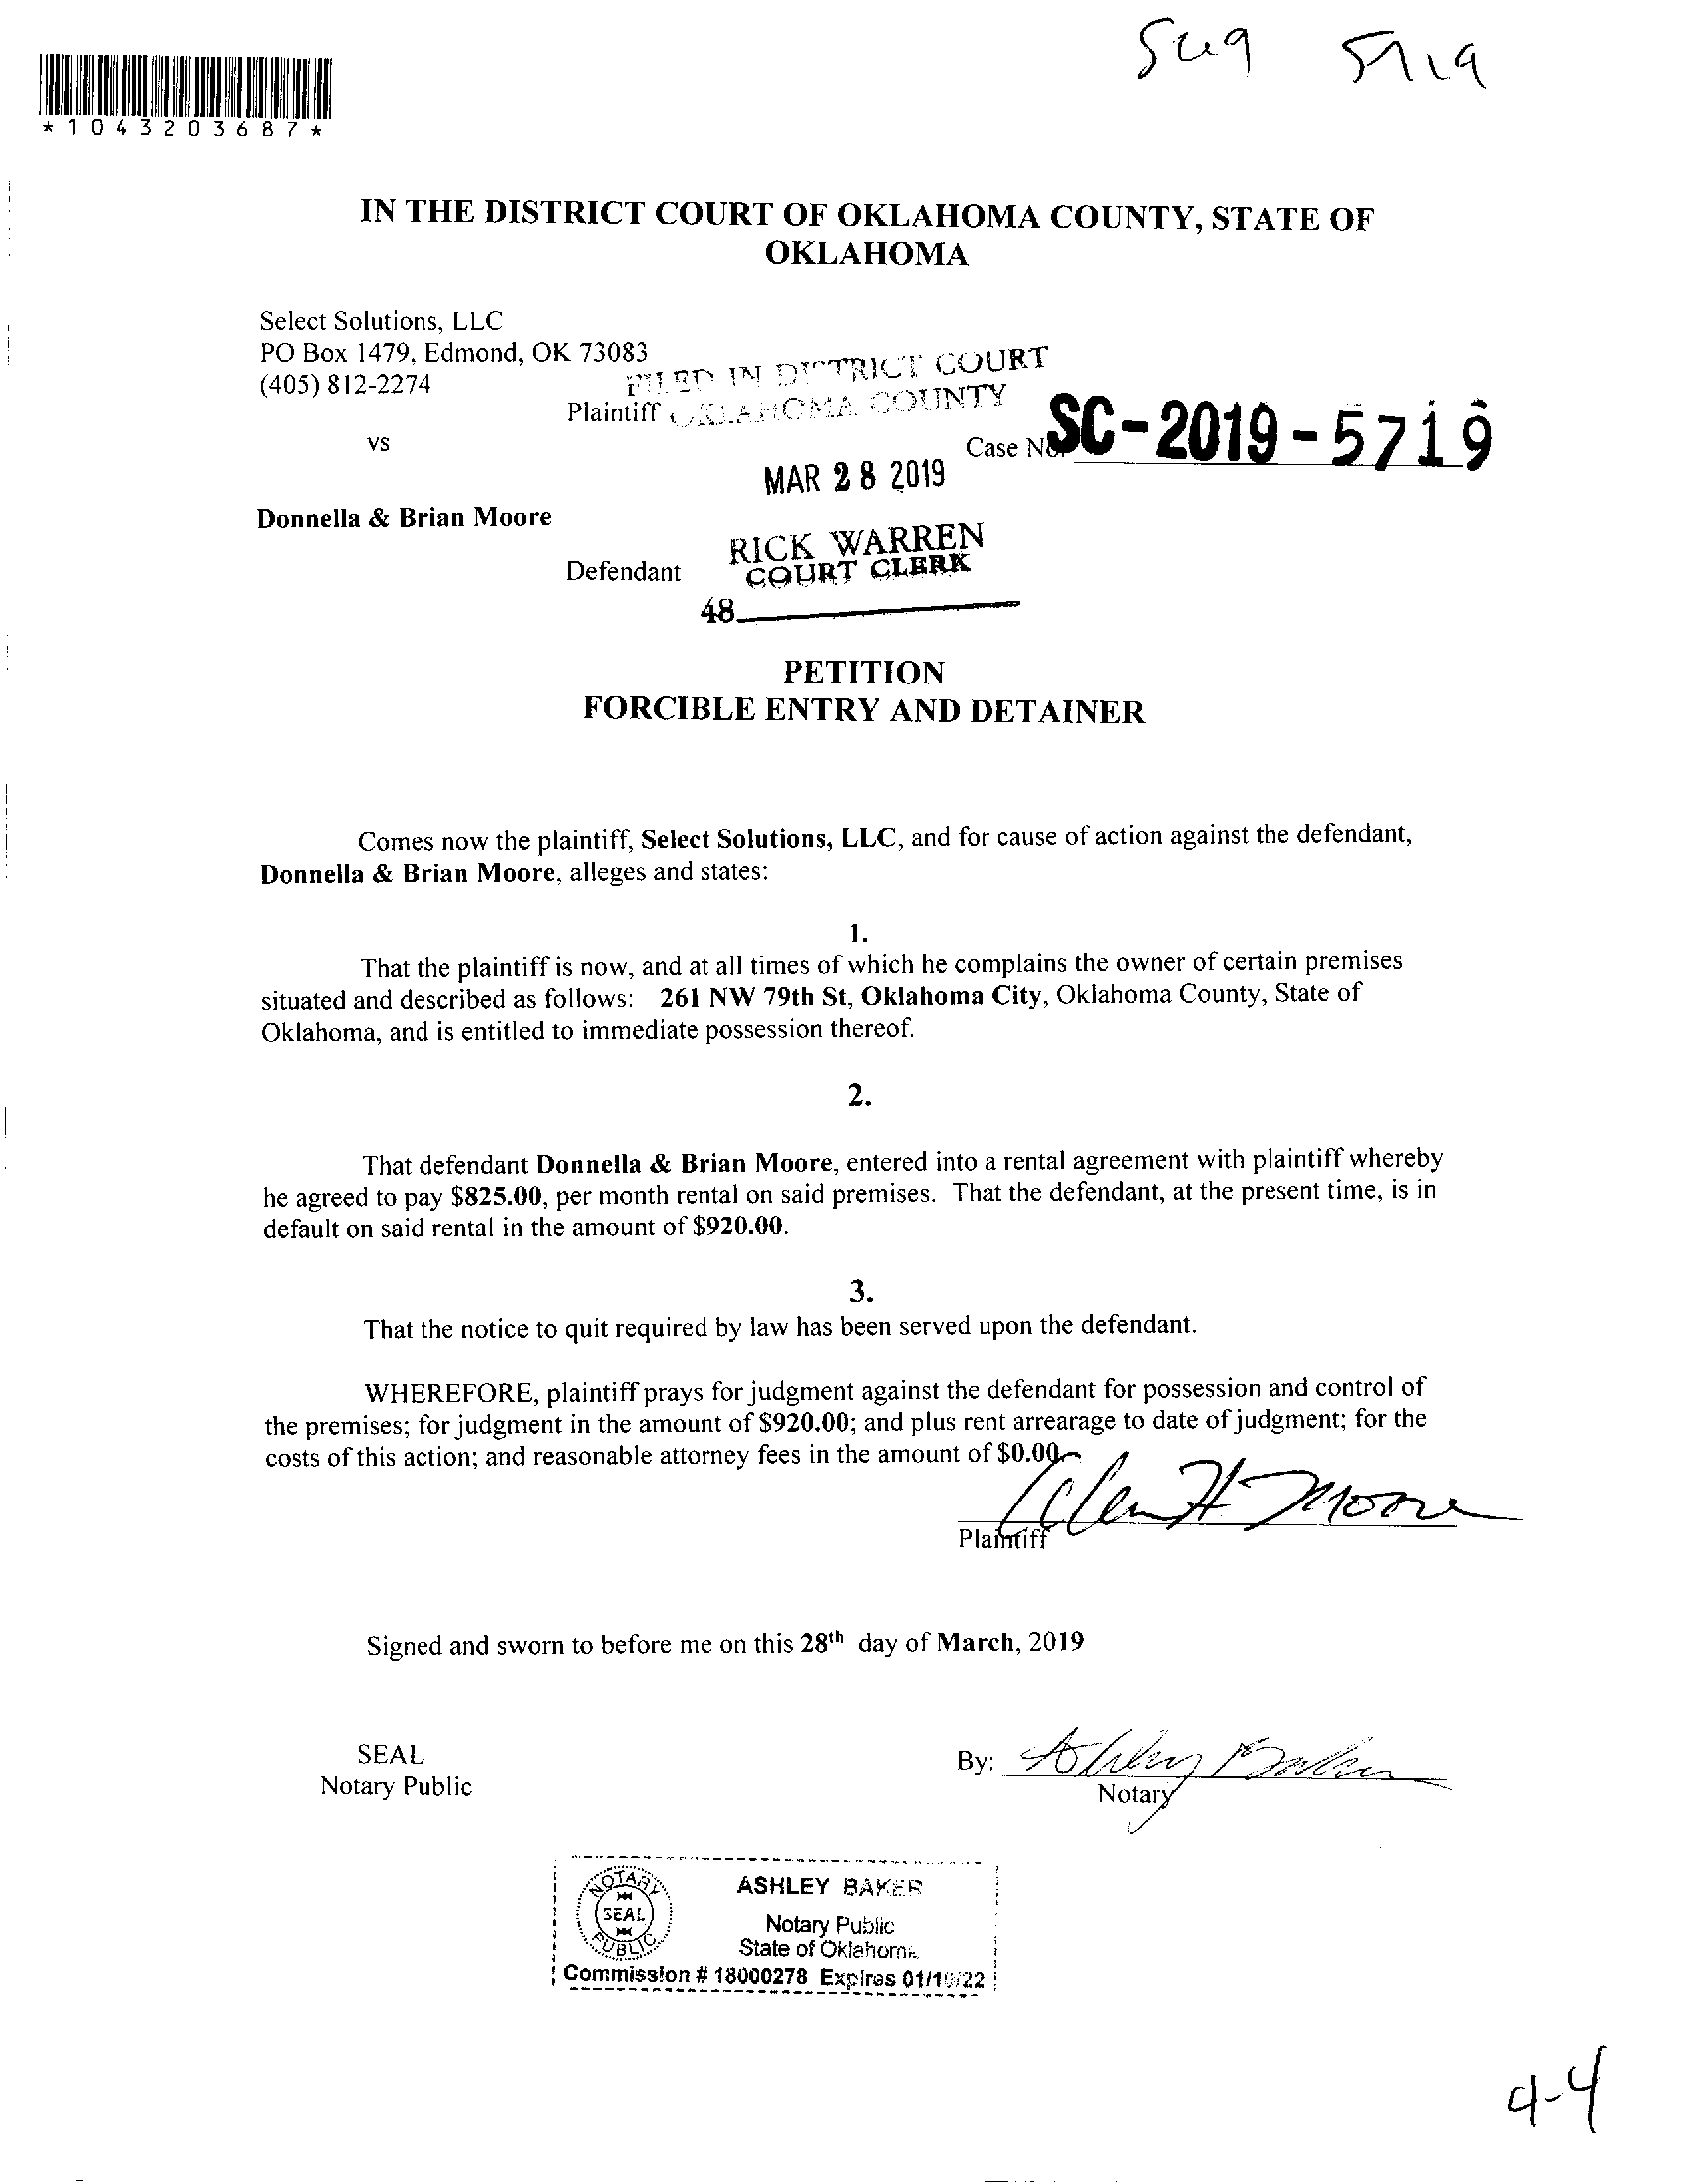 *1043203687*
5719
IN THE DISTRICT COURT OF OKLAHOMA COUNTY, STATE OF
OKLAHOMA
Select Solutions, LLC
PO Box 1479, Edmond, OK 73083
(405) 812-2274
FILED IN DISTRICT COURT
Plaintiff OKLAHOMA COUNTY
vs
Case No. SC-2019-5719
MAR 28 2019
Donnella & Brian Moore
RICK WARREN
Defendant COURT CLERK
48
PETITION
FORCIBLE ENTRY AND DETAINER
Comes now the plaintiff, Select Solutions, LLC, and for cause of action against the defendant,
Donnella & Brian Moore, alleges and states:
1.
That the plaintiff is now, and at all times of which he complains the owner of certain premises
situated and described as follows: 261 NW 79th St, Oklahoma City, Oklahoma County, State of
Oklahoma, and is entitled to immediate possession thereof.
2.
That defendant Donnella & Brian Moore, entered into a rental agreement with plaintiff whereby
he agreed to pay $825.00, per month rental on said premises. That the defendant, at the present time, is in
default on said rental in the amount of $920.00.
3.
That the notice to quit required by law has been served upon the defendant.
WHEREFORE, plaintiff prays for judgment against the defendant for possession and control of
the premises; for judgment in the amount of $920.00; and plus rent arrearage to date of judgment; for the
costs of this action; and reasonable attorney fees in the amount of $0.00
H Moore
Plaintiff
Signed and sworn to before me on this 28th day of March, 2019
SEAL
Notary Public
By: Ashley Baker
Notary
NOTARY
SEAL
PUBLIC
ASHLEY BAKER
Notary Public
State of Oklahoma
Commission # 18000278 Expires 01/10/22
4-4